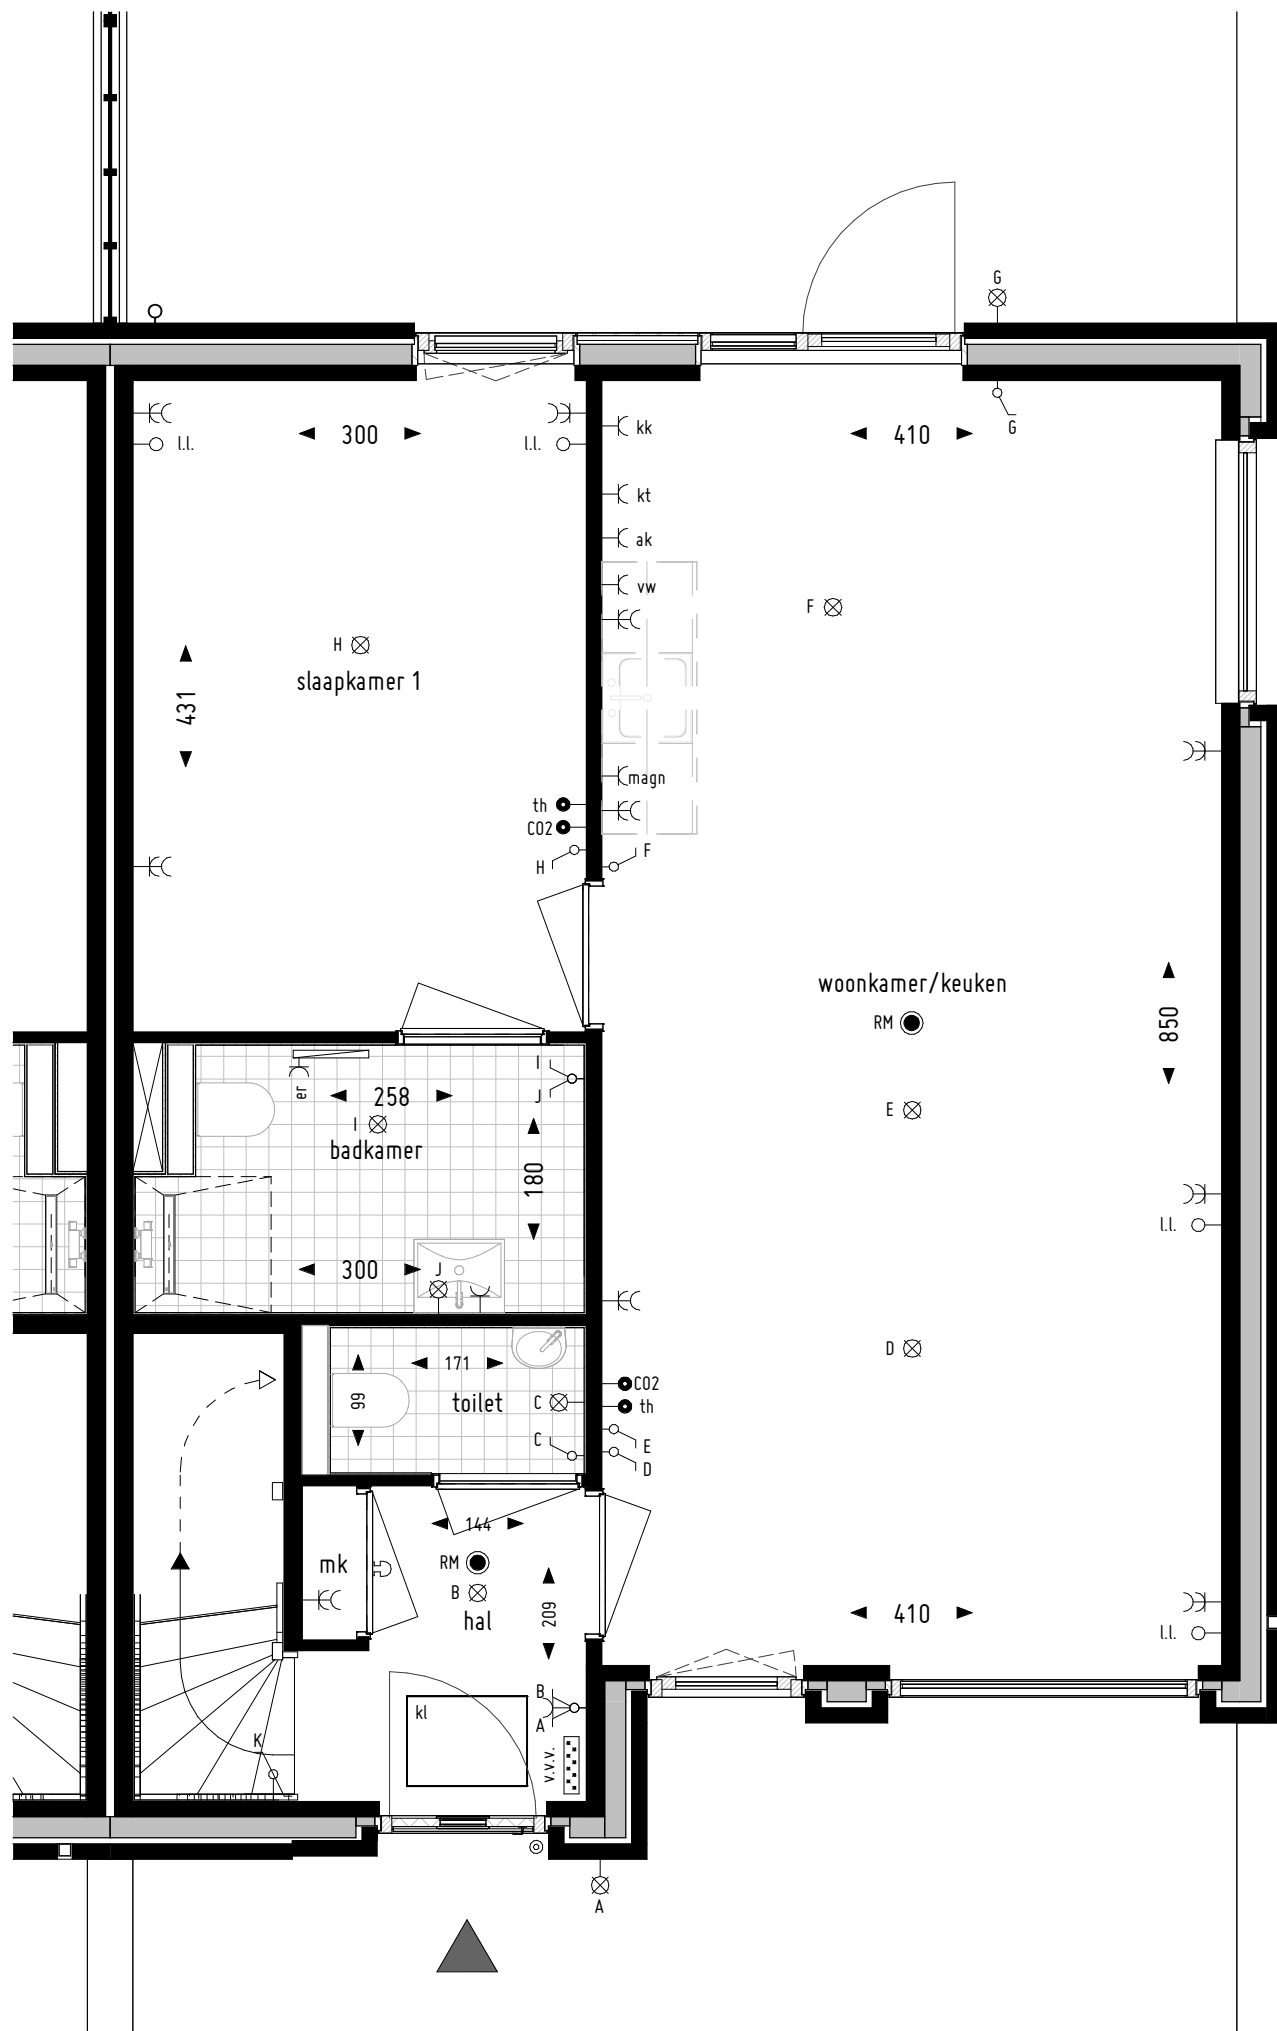 G
G
l.l.
300
l.l.
kk
410
kt
ak
vw
F
H
slaapkamer 1
431
magn
th
CO2
H
F
woonkamer/keuken
RM
850
I
er
258
J
I
badkamer
E
180
l.l.
300
J
D
171
CO2
99
toilet
C
th
C
E
D
144
mk
RM
B
hal
209
410
l.l.
B
kl
A
K
v.v.v.
A